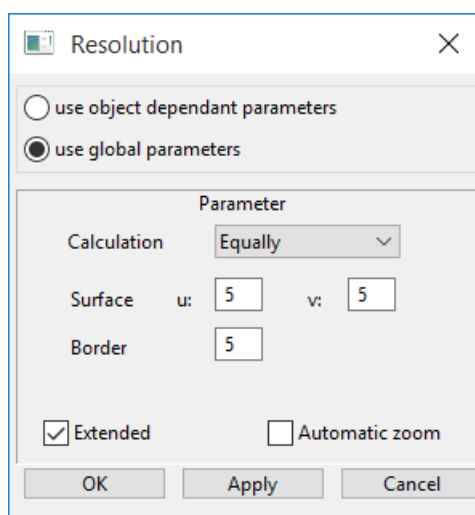 Resolution
use object dependant parameters
use global parameters
Parameter
Calculation Equally
Surface u: 5 v: 5
Border 5
Extended Automatic zoom
OK Apply Cancel